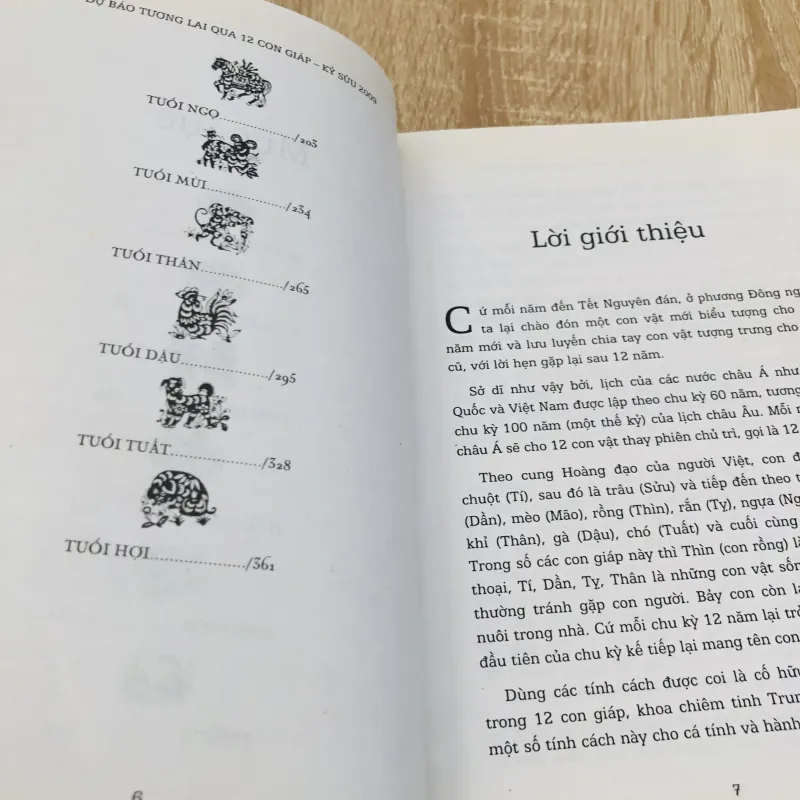 DỰ BÁO TƯƠNG LAI QUA 12 CON GIÁP – KỶ SỬU 2009
TUỔI NGỌ................/203
TUỔI MÙI................/234
TUỔI THÂN................/265
TUỔI DẬU................/295
TUỔI TUẤT................/328
TUỔI HỢI................/361
6
Lời giới thiệu
Cứ mỗi năm đến Tết Nguyên đán, ở phương Đông
ta lại chào đón một con vật mới biểu tượng cho
năm mới và lưu luyến chia tay con vật tượng trưng cho
cũ, với lời hẹn gặp lại sau 12 năm.
Sở dĩ như vậy bởi, lịch của các nước châu Á như
Quốc và Việt Nam được lập theo chu kỳ 60 năm, tương
chu kỳ 100 năm (một thế kỷ) của lịch châu Âu. Mỗi
châu Á sẽ cho 12 con vật thay phiên chủ trì, gọi là 12
Theo cung Hoàng đạo của người Việt, con
chuột (Tí), sau đó là trâu (Sửu) và tiếp đến theo
(Dần), mèo (Mão), rồng (Thìn), rắn (Tỵ), ngựa
khỉ (Thân), gà (Dậu), chó (Tuất) và cuối cùng
Trong số các con giáp này thì Thìn (con rồng)
thoại, Tí, Dần, Tỵ, Thân là những con vật
thường tránh gặp con người. Bảy con còn
nuôi trong nhà. Cứ mỗi chu kỳ 12 năm lại
đầu tiên của chu kỳ kế tiếp lại mang tên con
Dùng các tính cách được coi là cố
trong 12 con giáp, khoa chiêm tinh
một số tính cách này cho cá tính và hành
7